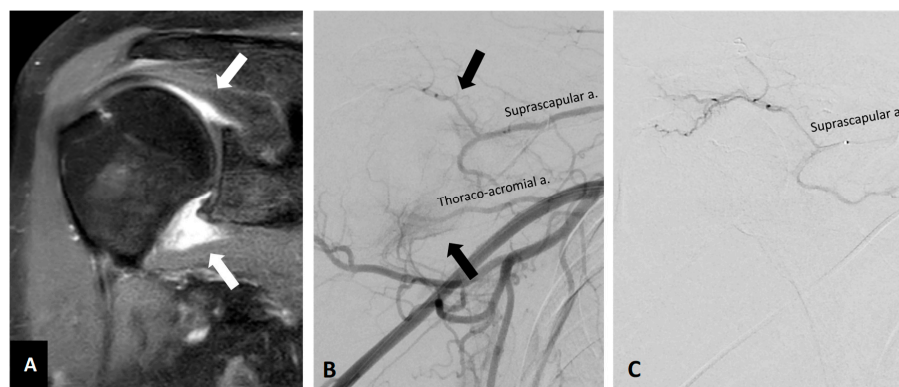 Suprascapular a.
Thoraco-acromial a.
Suprascapular a
A
B
C